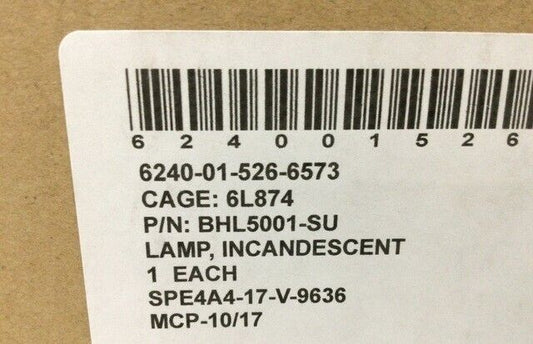 6 2 4 0 0 1 5 2 6
6240-01-526-6573
CAGE: 6L874
P/N: BHL5001-SU
LAMP, INCANDESCENT
1 EACH
SPE4A4-17-V-9636
MCP-10/17